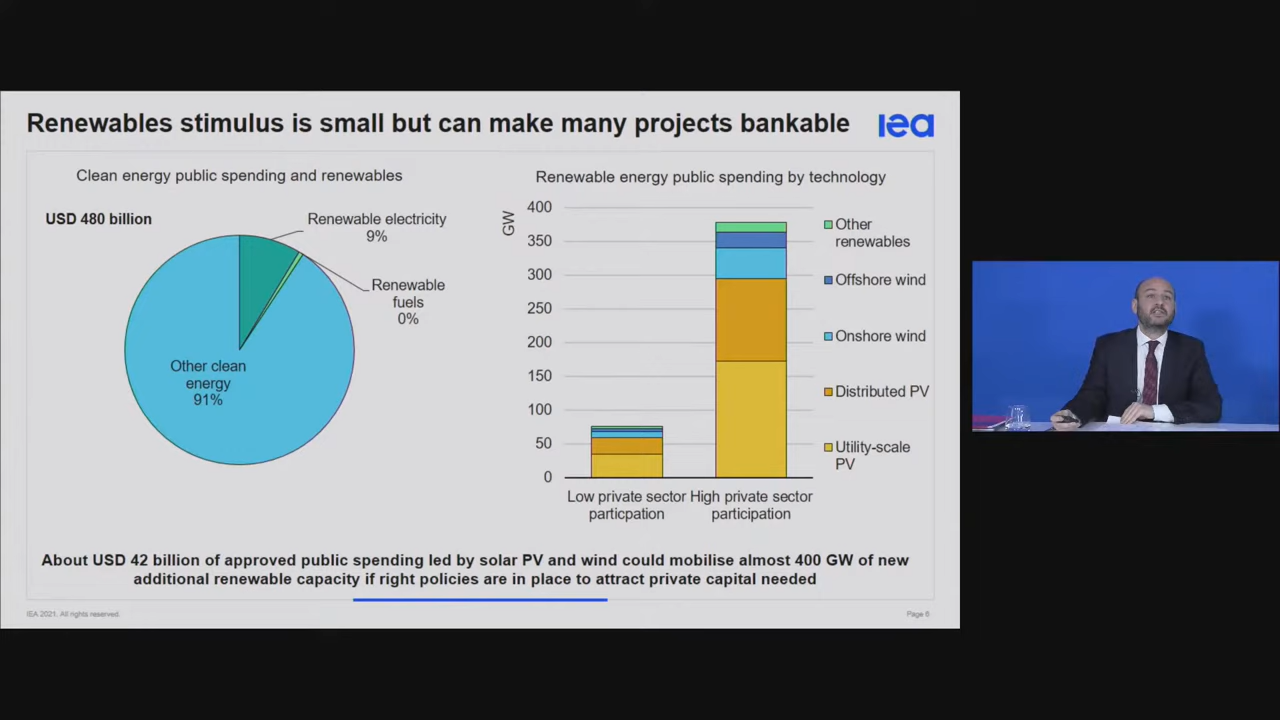 Renewables stimulus is small but can make many projects bankable
iea
Clean energy public spending and renewables
USD 480 billion
Renewable electricity
9%
Renewable
fuels
0%
Other clean
energy
91%
Renewable energy public spending by technology
GW
400
350
300
250
200
150
100
50
0
Low private sector
particpation
High private sector
participation
Other
renewables
Offshore wind
Onshore wind
Distributed PV
Utility-scale
PV
About USD 42 billion of approved public spending led by solar PV and wind could mobilise almost 400 GW of new
additional renewable capacity if right policies are in place to attract private capital needed
IEA 2021. All rights reserved.
Page 6